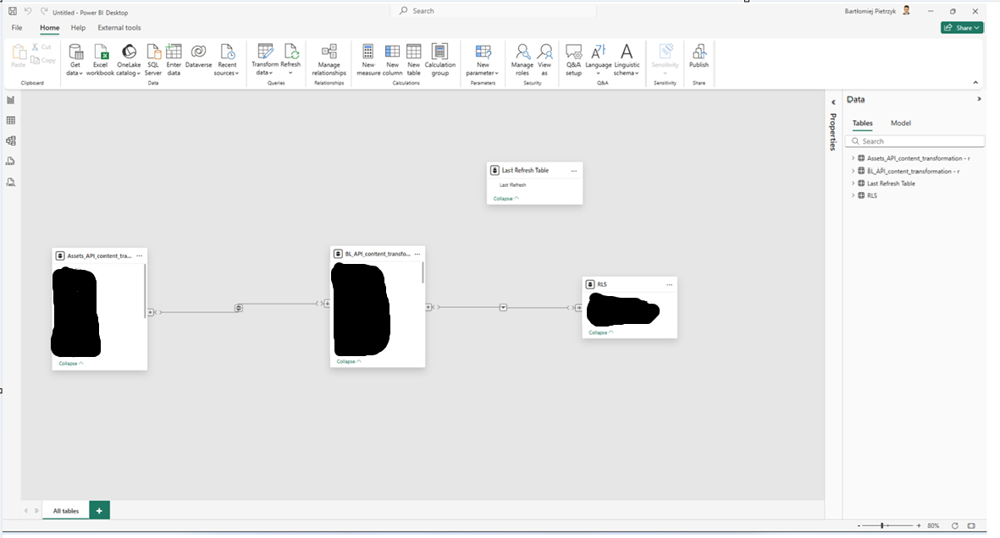 Untitled - Power BI Desktop
Search
Bartłomiej Pietrzyk
File Home Help External tools
Share
Paste
Cut
Copy
Clipboard
Get data
Excel workbook
OneLake catalog
SQL Server
Enter data
Dataverse
Recent sources
Data
Transform data
Refresh
Queries
Manage relationships
Relationships
New measure
New column
New table
Calculation group
Calculations
New parameter
Parameters
Manage roles
View as
Security
Q&A setup
Language
Linguistic schema
Q&A
Sensitivity
Sensitivity
Publish
Share
Last Refresh Table
Last Refresh
Collapse
Assets_API_content_tra...
Collapse
BL_API_content_transfo...
Collapse
RLS
Collapse
Properties
Data
Tables Model
Search
Assets_API_content_transformation - r
BL_API_content_transformation - r
Last Refresh Table
RLS
All tables
80%